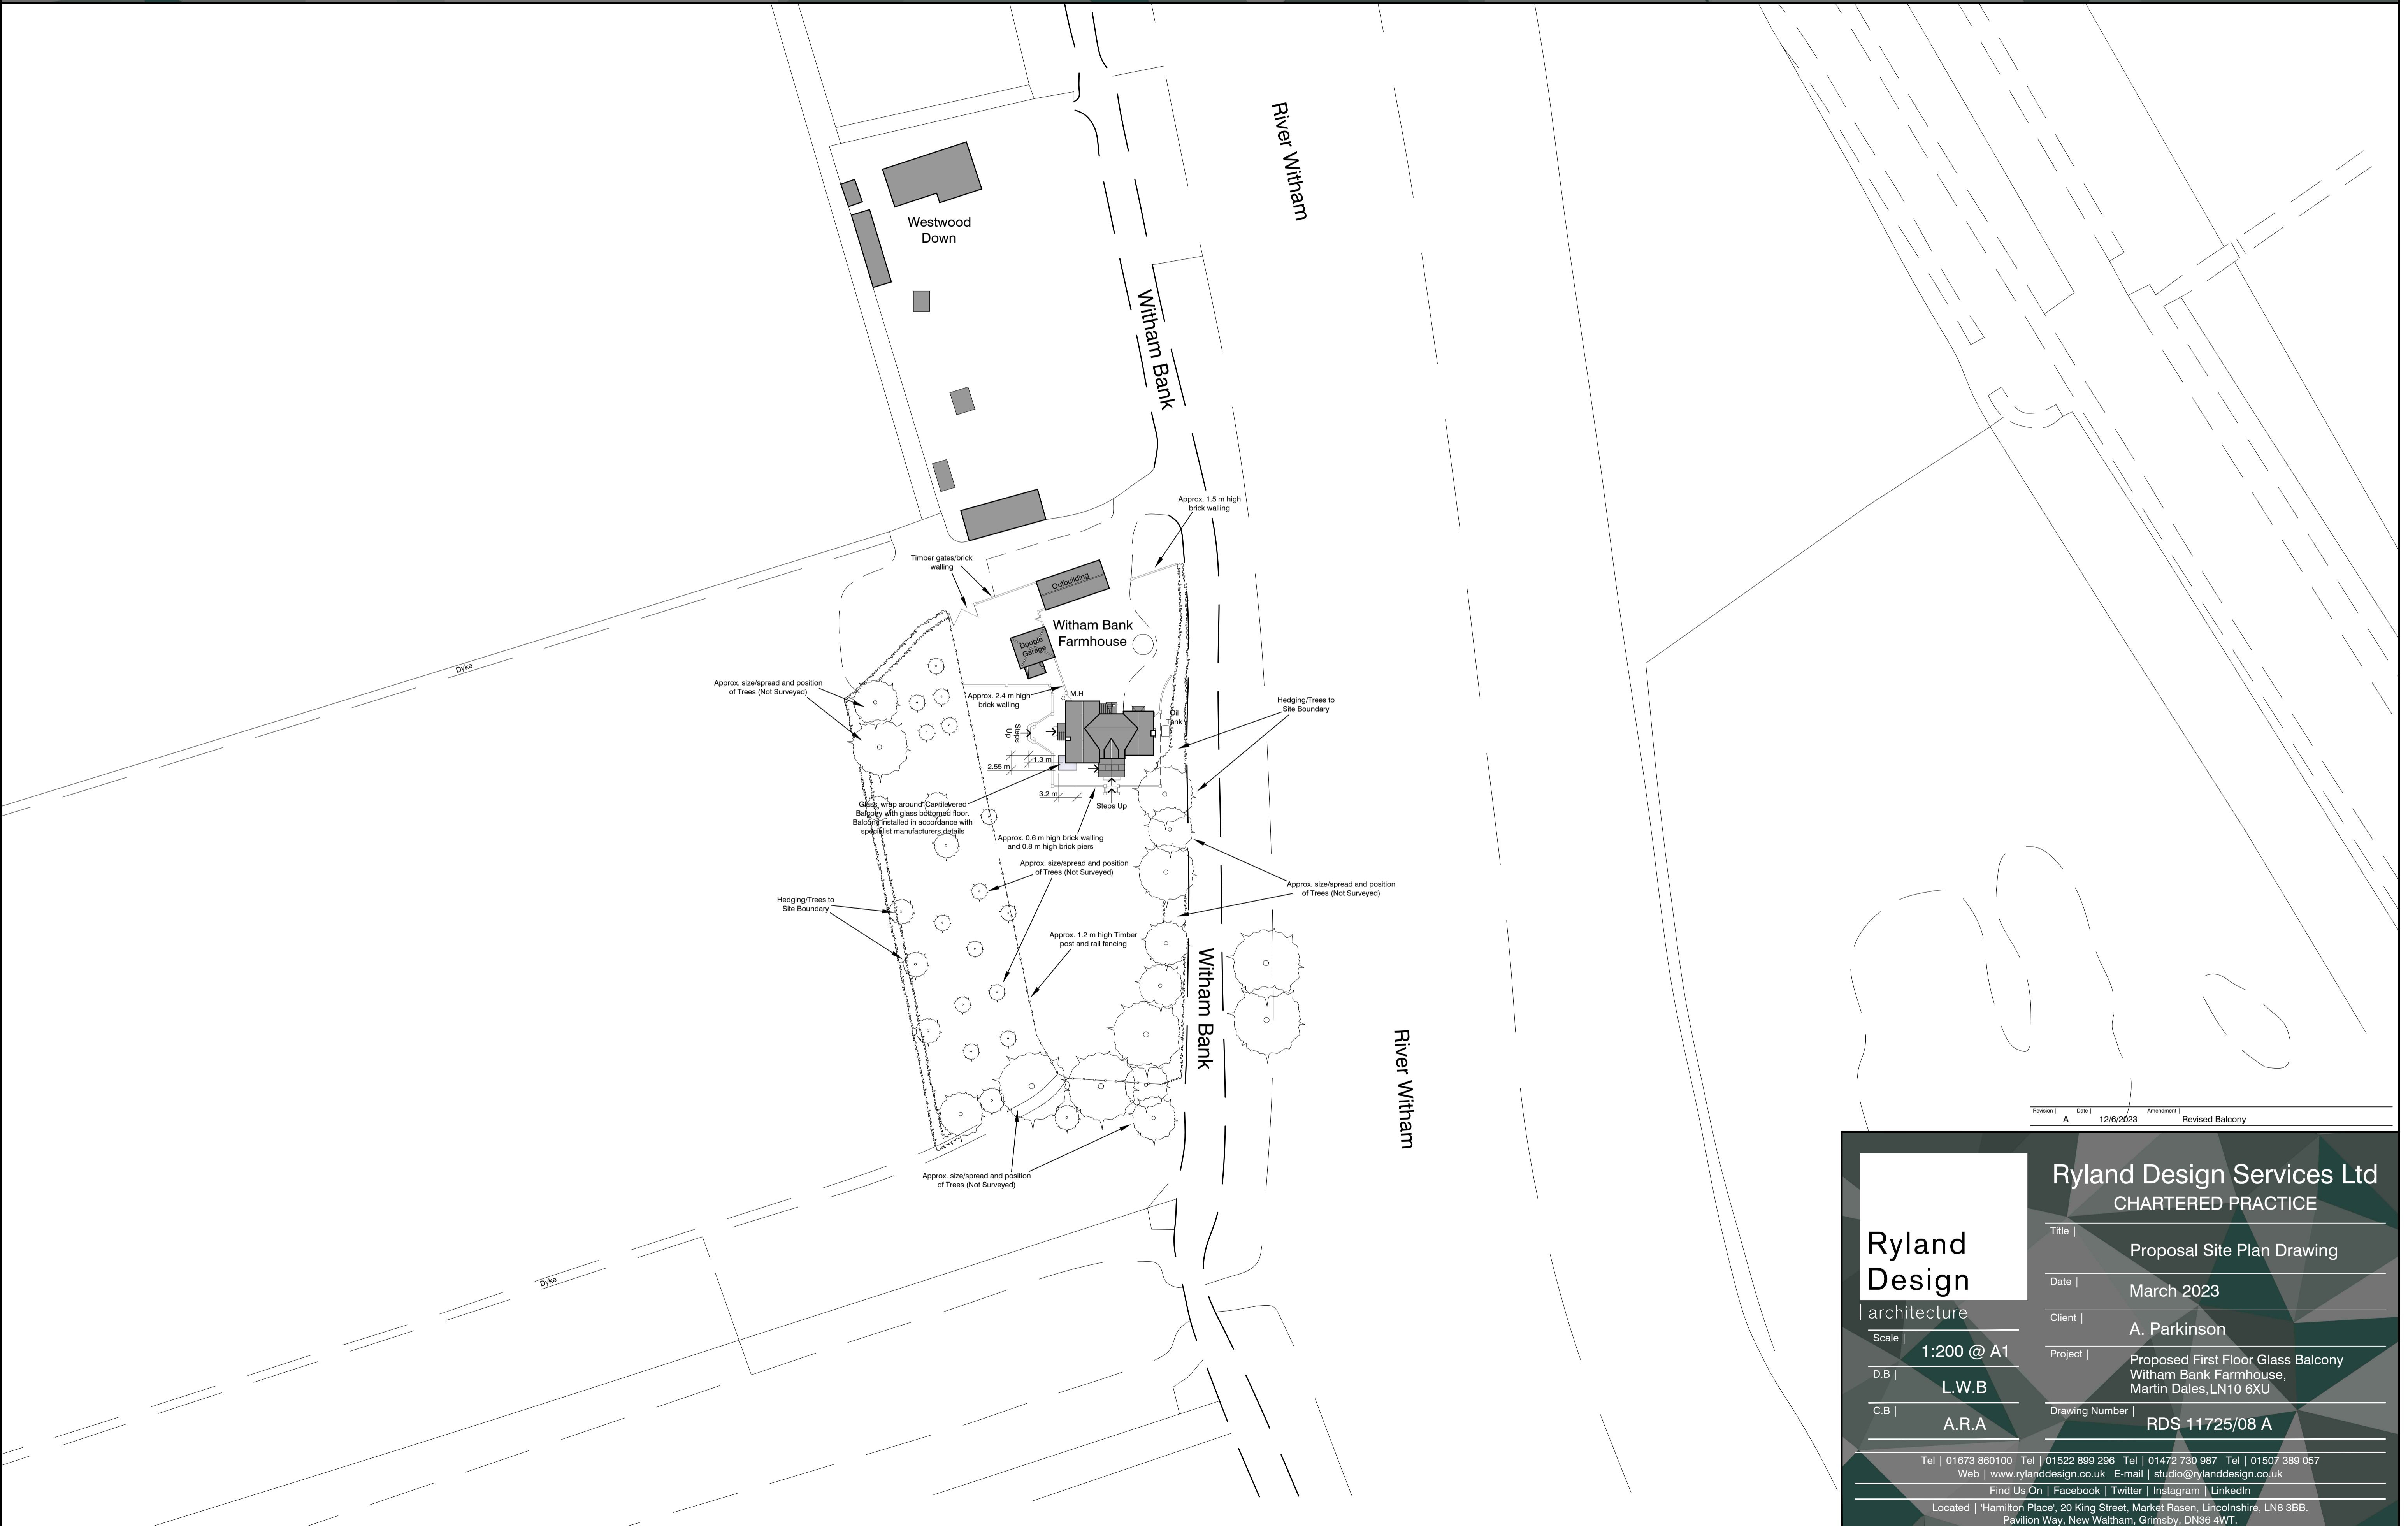 River Witham
Westwood
Down
Witham Bank
Approx. 1.5 m high
brick walling
Timber gates/brick
walling
Outbuilding
Witham Bank
Farmhouse
Double
Garage
Dyke
Approx. size/spread and position
of Trees (Not Surveyed)
Approx. 2.4 m high
brick walling
M.H
Oil
Tank
Hedging/Trees to
Site Boundary
Steps
Up
1.3 m
2.55 m
3.2 m
Steps Up
Glass 'wrap around' Cantilevered
Balcony with glass bottomed floor.
Balcony installed in accordance with
specialist manufacturers details
Approx. 0.6 m high brick walling
and 0.8 m high brick piers
Approx. size/spread and position
of Trees (Not Surveyed)
Approx. size/spread and position
of Trees (Not Surveyed)
Hedging/Trees to
Site Boundary
Approx. 1.2 m high Timber
post and rail fencing
Witham Bank
River Witham
Approx. size/spread and position
of Trees (Not Surveyed)
Dyke
Revision | Date | Amendment |
A 12/6/2023 Revised Balcony
Ryland
Design
| architecture
Scale |
1:200 @ A1
D.B |
L.W.B
C.B |
A.R.A
Ryland Design Services Ltd
CHARTERED PRACTICE
Title |
Proposal Site Plan Drawing
Date |
March 2023
Client |
A. Parkinson
Project |
Proposed First Floor Glass Balcony
Witham Bank Farmhouse,
Martin Dales,LN10 6XU
Drawing Number |
RDS 11725/08 A
Tel | 01673 860100 Tel | 01522 899 296 Tel | 01472 730 987 Tel | 01507 389 057
Web | www.rylanddesign.co.uk E-mail | studio@rylanddesign.co.uk
Find Us On | Facebook | Twitter | Instagram | LinkedIn
Located | 'Hamilton Place', 20 King Street, Market Rasen, Lincolnshire, LN8 3BB.
Pavilion Way, New Waltham, Grimsby, DN36 4WT.